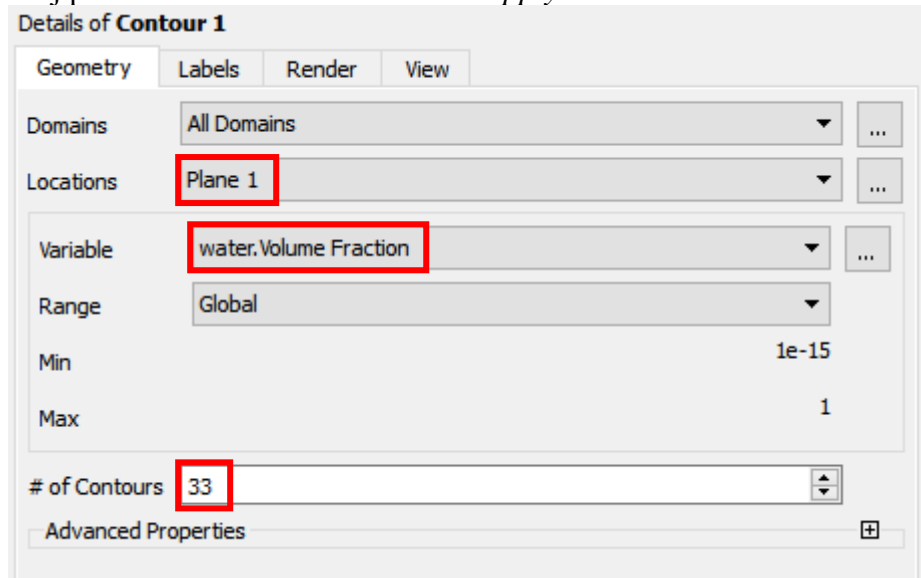 Details of Contour 1
Geometry Labels Render View
Domains All Domains ...
Locations Plane 1 ...
Variable water.Volume Fraction ...
Range Global
Min 1e-15
Max 1
# of Contours 33
Advanced Properties